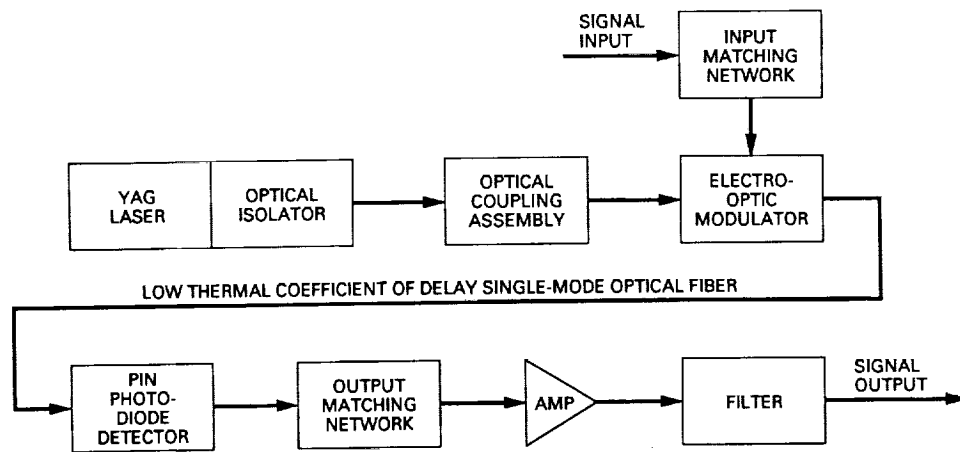 SIGNAL
INPUT
INPUT
MATCHING
NETWORK
YAG
LASER
OPTICAL
ISOLATOR
OPTICAL
COUPLING
ASSEMBLY
ELECTRO-
OPTIC
MODULATOR
LOW THERMAL COEFFICIENT OF DELAY SINGLE-MODE OPTICAL FIBER
PIN
PHOTO-
DIODE
DETECTOR
OUTPUT
MATCHING
NETWORK
AMP
FILTER
SIGNAL
OUTPUT